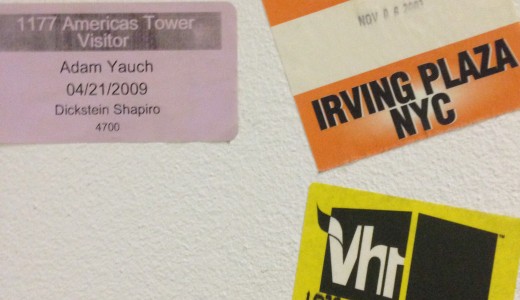 1177 Americas Tower
Visitor
Adam Yauch
04/21/2009
Dickstein Shapiro
4700
IRVING PLAZA
NYC
Vh1